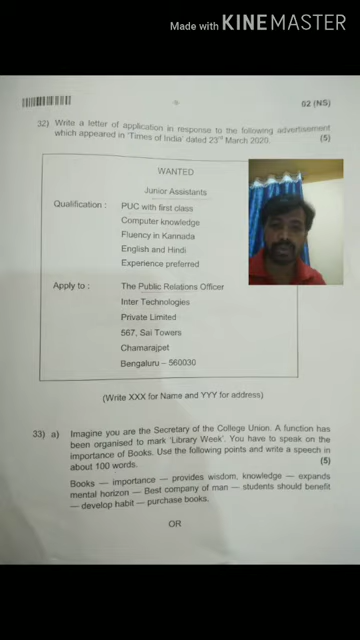 Made with KINEMASTER
02 (NS)
32) Write a letter of application in response to the following advertisement
which appeared in 'Times of India' dated 23rd March 2020. (5)
WANTED
Junior Assistants
Qualification : PUC with first class
Computer knowledge
Fluency in Kannada
English and Hindi
Experience preferred
Apply to : The Public Relations Officer
Inter Technologies
Private Limited
567, Sai Towers
Chamarajpet
Bengaluru – 560030
(Write XXX for Name and YYY for address)
33) a) Imagine you are the Secretary of the College Union. A function has
been organised to mark 'Library Week'. You have to speak on the
importance of Books. Use the following points and write a speech in
about 100 words. (5)
Books — importance — provides wisdom, knowledge — expands
mental horizon — Best company of man — students should benefit
— develop habit — purchase books.
OR